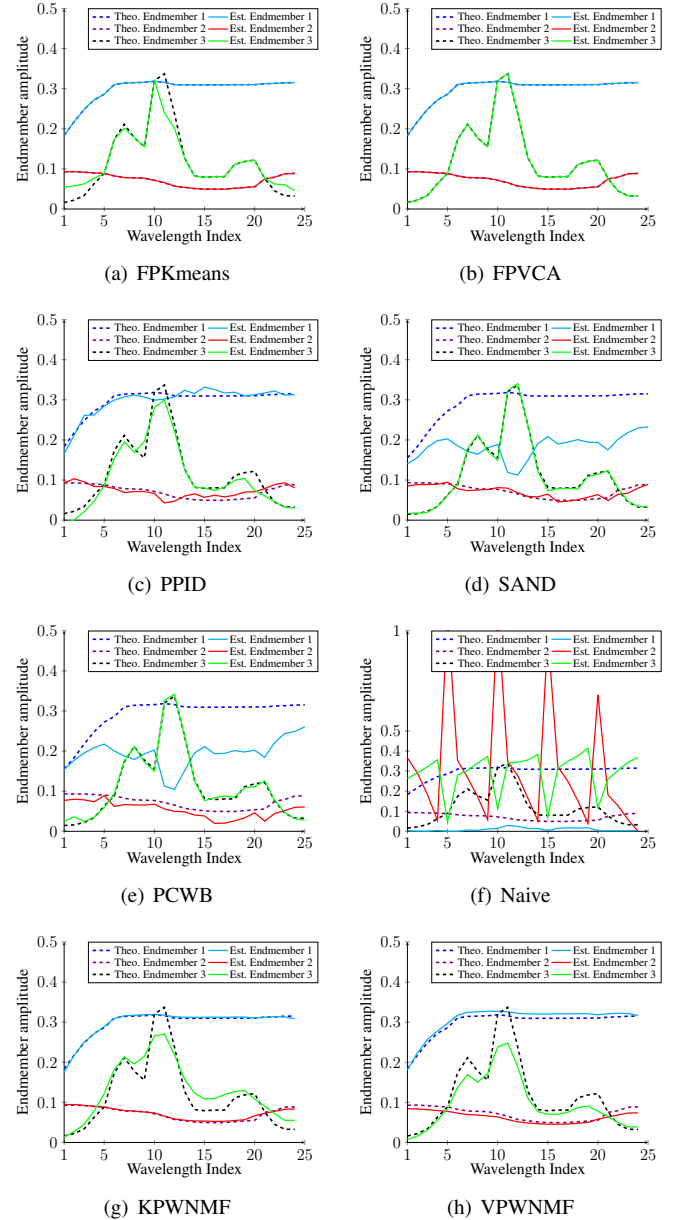 0.5
0.4
0.3
0.2
0.1
0
Endmember amplitude
Theo. Endmember 1
Est. Endmember 1
Theo. Endmember 2
Est. Endmember 2
Theo. Endmember 3
Est. Endmember 3
1
5
10
15
20
25
Wavelength Index
(a) FPKmeans
0.5
0.4
0.3
0.2
0.1
0
Endmember amplitude
Theo. Endmember 1
Est. Endmember 1
Theo. Endmember 2
Est. Endmember 2
Theo. Endmember 3
Est. Endmember 3
1
5
10
15
20
25
Wavelength Index
(b) FPVCA
0.5
0.4
0.3
0.2
0.1
0
Endmember amplitude
Theo. Endmember 1
Est. Endmember 1
Theo. Endmember 2
Est. Endmember 2
Theo. Endmember 3
Est. Endmember 3
1
5
10
15
20
25
Wavelength Index
(c) PPID
0.5
0.4
0.3
0.2
0.1
0
Endmember amplitude
Theo. Endmember 1
Est. Endmember 1
Theo. Endmember 2
Est. Endmember 2
Theo. Endmember 3
Est. Endmember 3
1
5
10
15
20
25
Wavelength Index
(d) SAND
0.5
0.4
0.3
0.2
0.1
0
Endmember amplitude
Theo. Endmember 1
Est. Endmember 1
Theo. Endmember 2
Est. Endmember 2
Theo. Endmember 3
Est. Endmember 3
1
5
10
15
20
25
Wavelength Index
(e) PCWB
1
0.5
0.4
0.3
0.2
0.1
0
Endmember amplitude
Theo. Endmember 1
Est. Endmember 1
Theo. Endmember 2
Est. Endmember 2
Theo. Endmember 3
Est. Endmember 3
1
5
10
15
20
25
Wavelength Index
(f) Naive
0.5
0.4
0.3
0.2
0.1
0
Endmember amplitude
Theo. Endmember 1
Est. Endmember 1
Theo. Endmember 2
Est. Endmember 2
Theo. Endmember 3
Est. Endmember 3
1
5
10
15
20
25
Wavelength Index
(g) KPWNMF
0.5
0.4
0.3
0.2
0.1
0
Endmember amplitude
Theo. Endmember 1
Est. Endmember 1
Theo. Endmember 2
Est. Endmember 2
Theo. Endmember 3
Est. Endmember 3
1
5
10
15
20
25
Wavelength Index
(h) VPWNMF